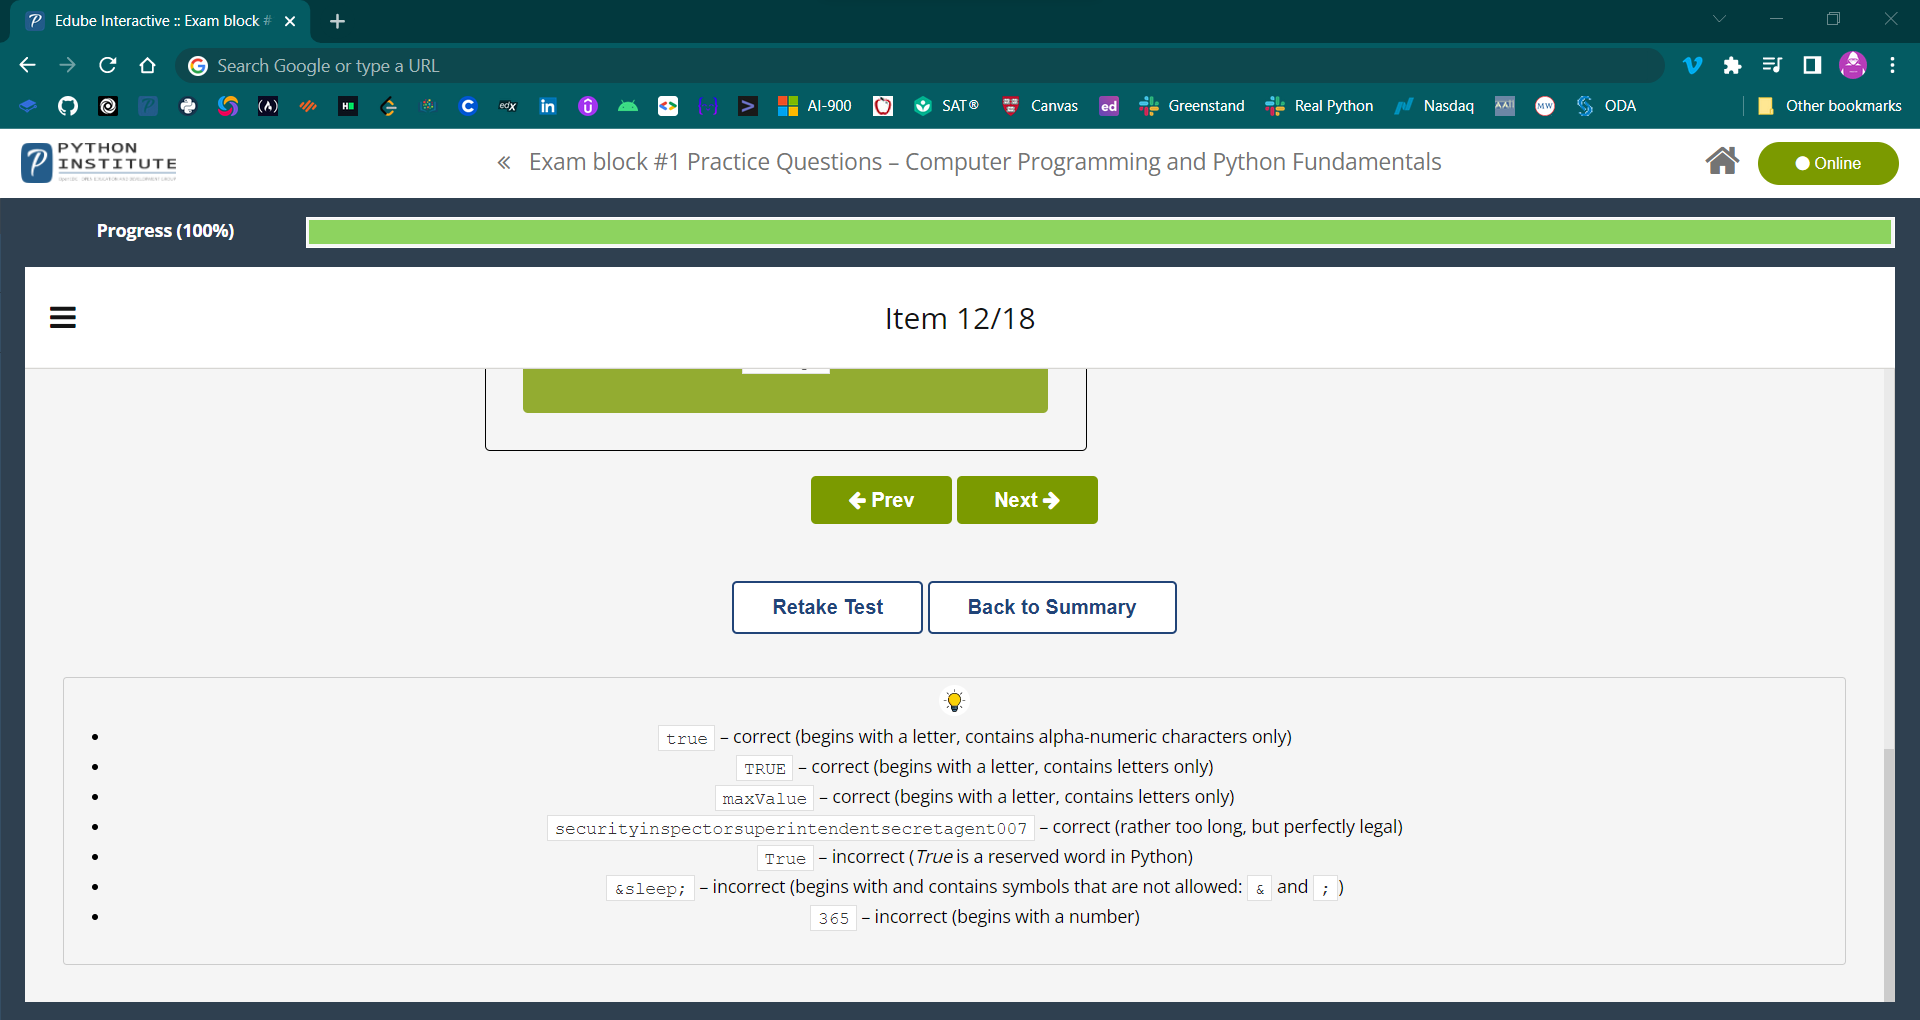 Edube Interactive :: Exam block #
Search Google or type a URL
AI-900
SAT®
Canvas
ed
Greenstand
Real Python
Nasdaq
MW
ODA
Other bookmarks
PYTHON
INSTITUTE
« Exam block #1 Practice Questions – Computer Programming and Python Fundamentals
Online
Progress (100%)
Item 12/18
Prev
Next
Retake Test
Back to Summary
• true – correct (begins with a letter, contains alpha-numeric characters only)
• TRUE – correct (begins with a letter, contains letters only)
• maxValue – correct (begins with a letter, contains letters only)
• securityinspectorsuperintendentsecretagent007 – correct (rather too long, but perfectly legal)
• True – incorrect (True is a reserved word in Python)
• &sleep; – incorrect (begins with and contains symbols that are not allowed: & and ;)
• 365 – incorrect (begins with a number)